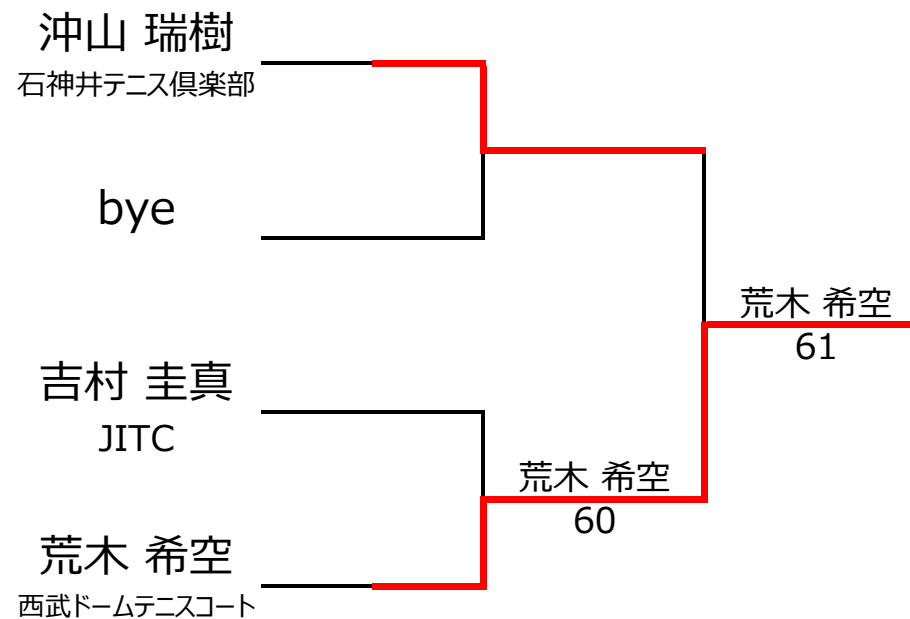 沖山 瑞樹
石神井テニス倶楽部
bye
荒木 希空
61
吉村 圭真
JITC
荒木 希空
60
荒木 希空
西武ドームテニスコート